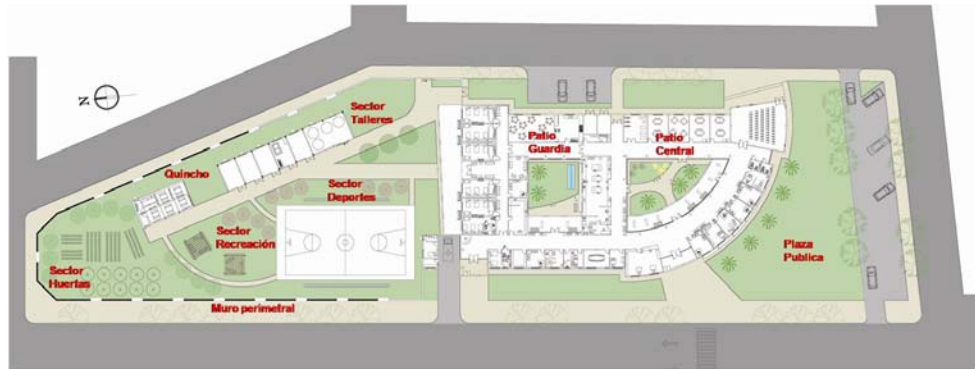 N
Sector
Talleres
Quincho
Sector
Deportes
Sector
Recreación
Sector
Huertas
Muro perimetral
Patio
Guardia
Patio
Central
Plaza
Publica